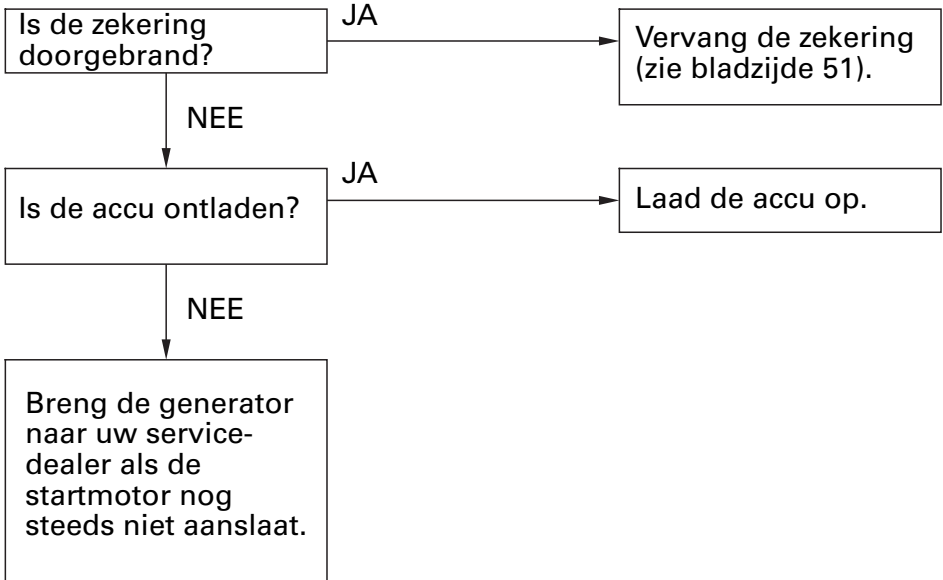 Is de zekering
doorgebrand?
JA
Vervang de zekering
(zie bladzijde 51).
NEE
Is de accu ontladen?
JA
Laad de accu op.
NEE
Breng de generator
naar uw service-
dealer als de
startmotor nog
steeds niet aanslaat.